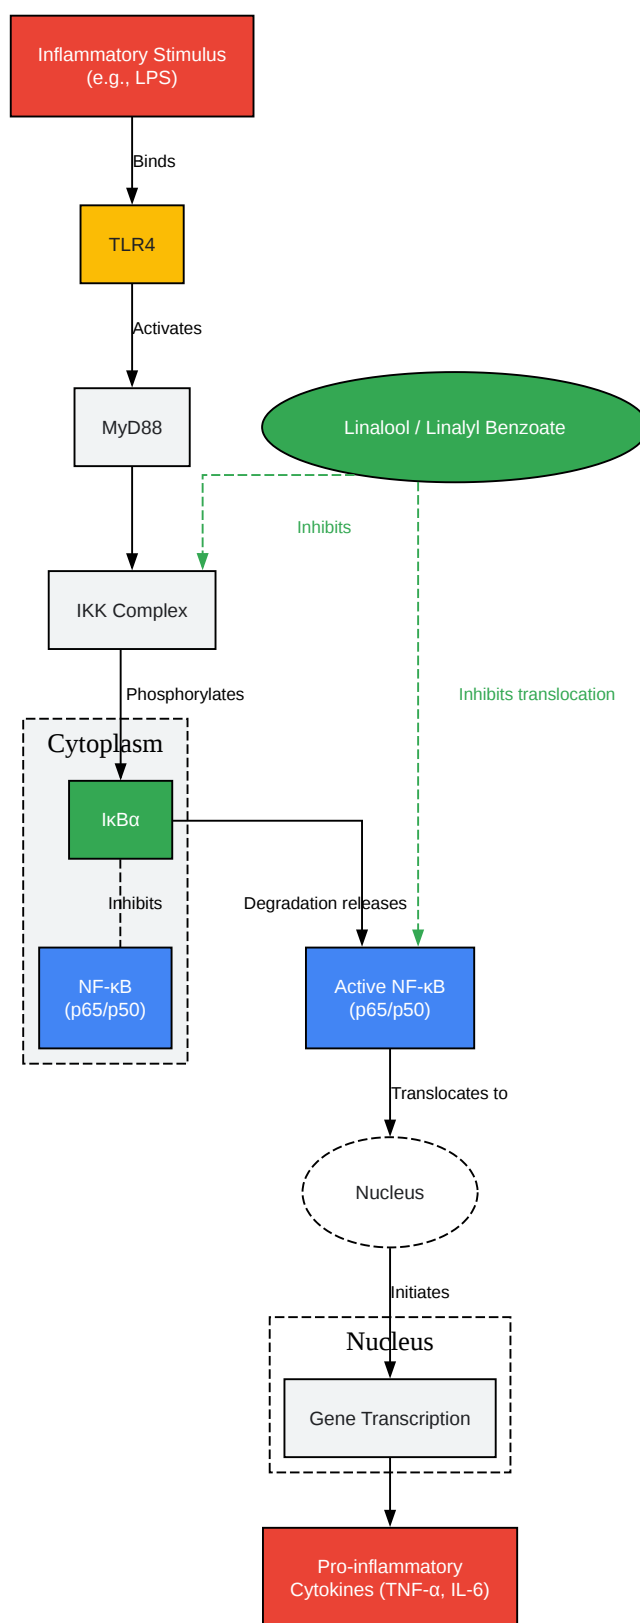 Inflammatory Stimulus
(e.g., LPS)
Binds
TLR4
Activates
MyD88
Linalool / Linalyl Benzoate
Inhibits
IKK Complex
Phosphorylates
Inhibits translocation
Cytoplasm
IκBα
Inhibits
Degradation releases
NF-κB
(p65/p50)
Active NF-κB
(p65/p50)
Translocates to
Nucleus
Initiates
Nucleus
Gene Transcription
Pro-inflammatory
Cytokines (TNF-α, IL-6)